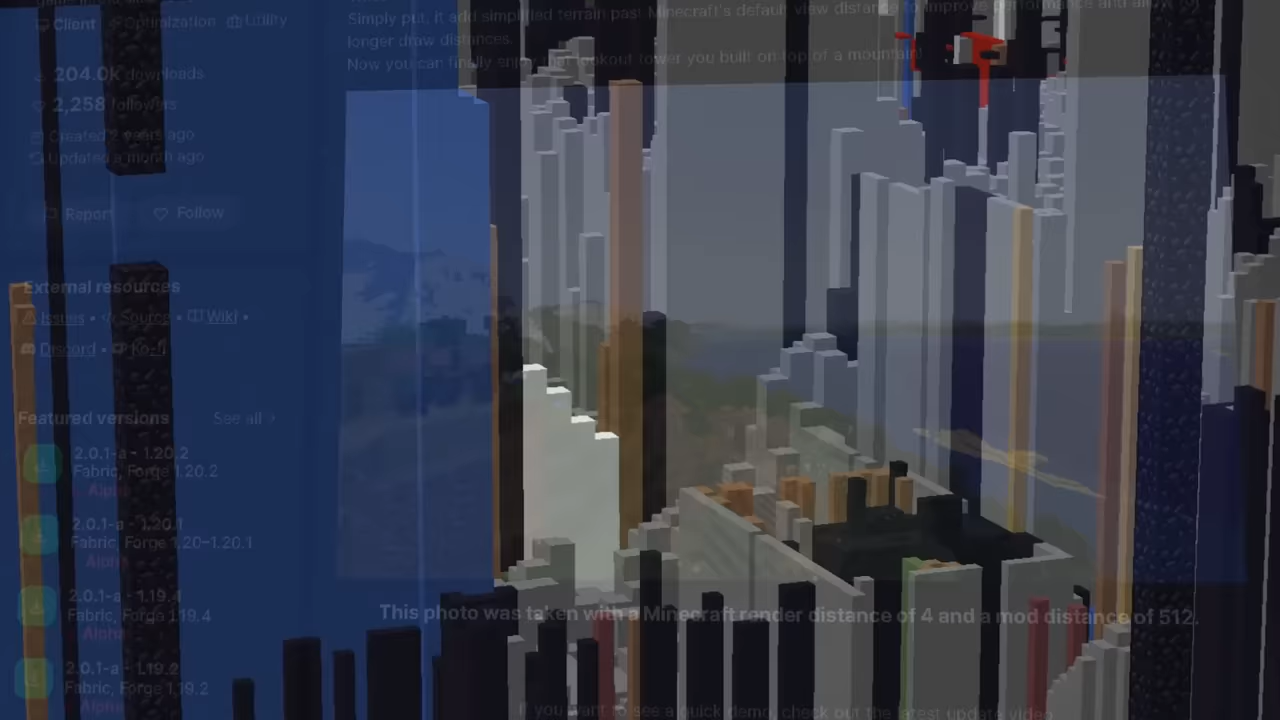 Client Optimization Utility
204.0k downloads
2,258 followers
Created 2 years ago
Updated a month ago
Report Follow
External resources
Issues • Source • Wiki •
Discord • Ko-fi
Featured versions See all
2.0.1-a - 1.20.2
Fabric, Forge 1.20.2
Alpha
2.0.1-a - 1.20.1
Fabric, Forge 1.20–1.20.1
Alpha
2.0.1-a - 1.19.4
Fabric, Forge 1.19.4
Alpha
2.0.1-a - 1.19.2
Fabric, Forge 1.19.2
Alpha
Simply put, it add simplified terrain past Minecraft's default view distance to improve performance and allow for
longer draw distances.
Now you can finally enjoy that lookout tower you built on top of a mountain!
This photo was taken with a Minecraft render distance of 4 and a mod distance of 512.
If you want to see a quick demo, check out the latest update video